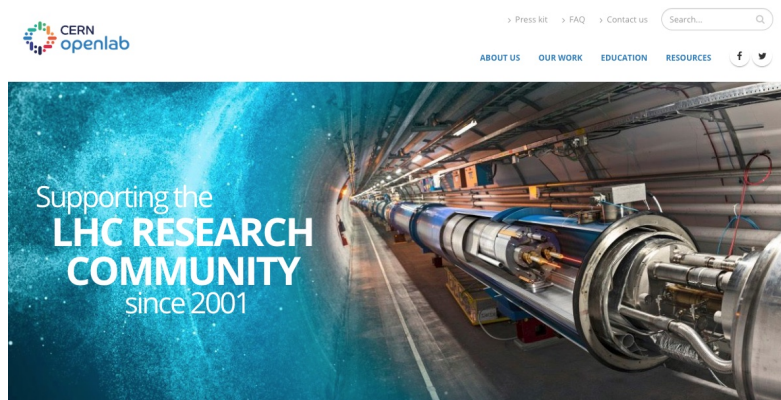 CERN
openlab
> Press kit > FAQ > Contact us Search...
ABOUT US OUR WORK EDUCATION RESOURCES
Supporting the
LHC RESEARCH
COMMUNITY
since 2001